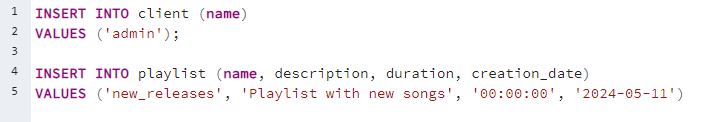 1 INSERT INTO client (name)
2 VALUES ('admin');
3
4 INSERT INTO playlist (name, description, duration, creation_date)
5 VALUES ('new_releases', 'Playlist with new songs', '00:00:00', '2024-05-11')